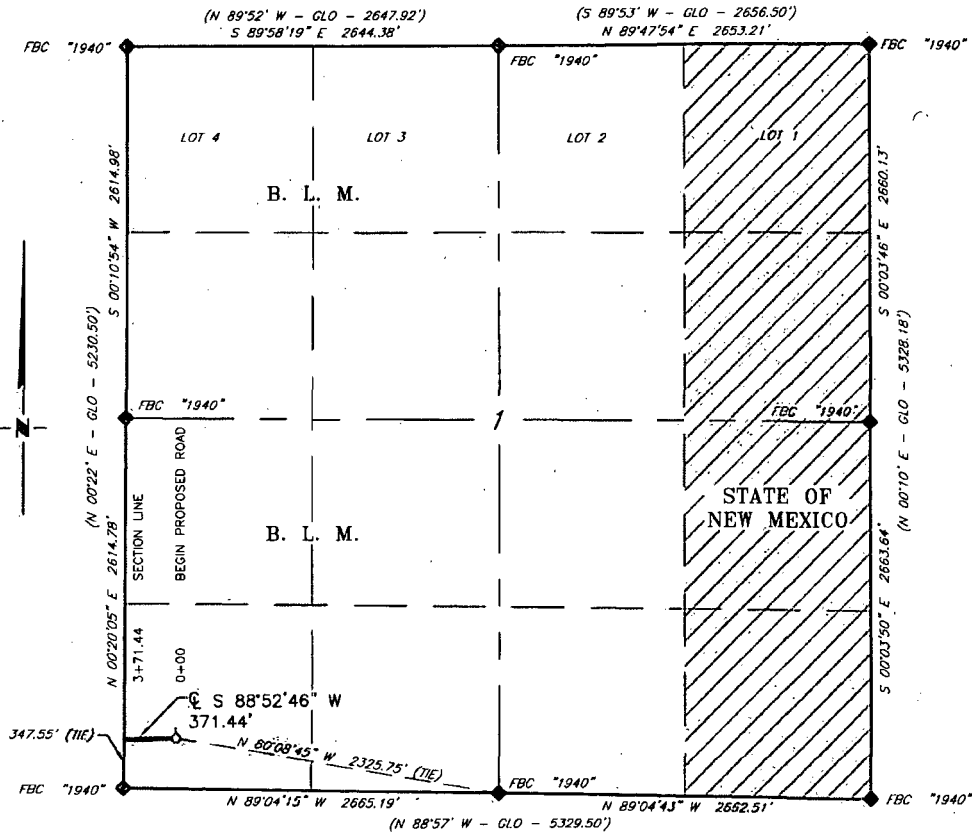 (N 89°52' W - GLO - 2647.92')
S 89°58'19" E 2644.38'
(S 89°53' W - GLO - 2656.50')
N 89°47'54" E 2653.21'
FBC "1940"
FBC "1940"
FBC "1940"
LOT 4
LOT 3
LOT 2
LOT 1
B. L. M.
S 00°10'54" W 2614.98'
S 00°03'46" E 2660.13'
(N 00°22' E - GLO - 5230.50')
(N 00°10' E - GLO - 5328.18')
N
FBC "1940"
1
FBC "1940"
STATE OF
NEW MEXICO
B. L. M.
N 00°20'05" E 2614.78'
SECTION LINE
BEGIN PROPOSED ROAD
3+71.44
0+00
S 00°03'50" E 2663.64'
℄ S 88°52'46" W
371.44'
347.55' (TIE)
N 80°08'45" W 2325.75' (TIE)
FBC "1940"
FBC "1940"
FBC "1940"
N 89°04'15" W 2665.19'
N 89°04'43" W 2662.51'
(N 88°57' W - GLO - 5329.50')